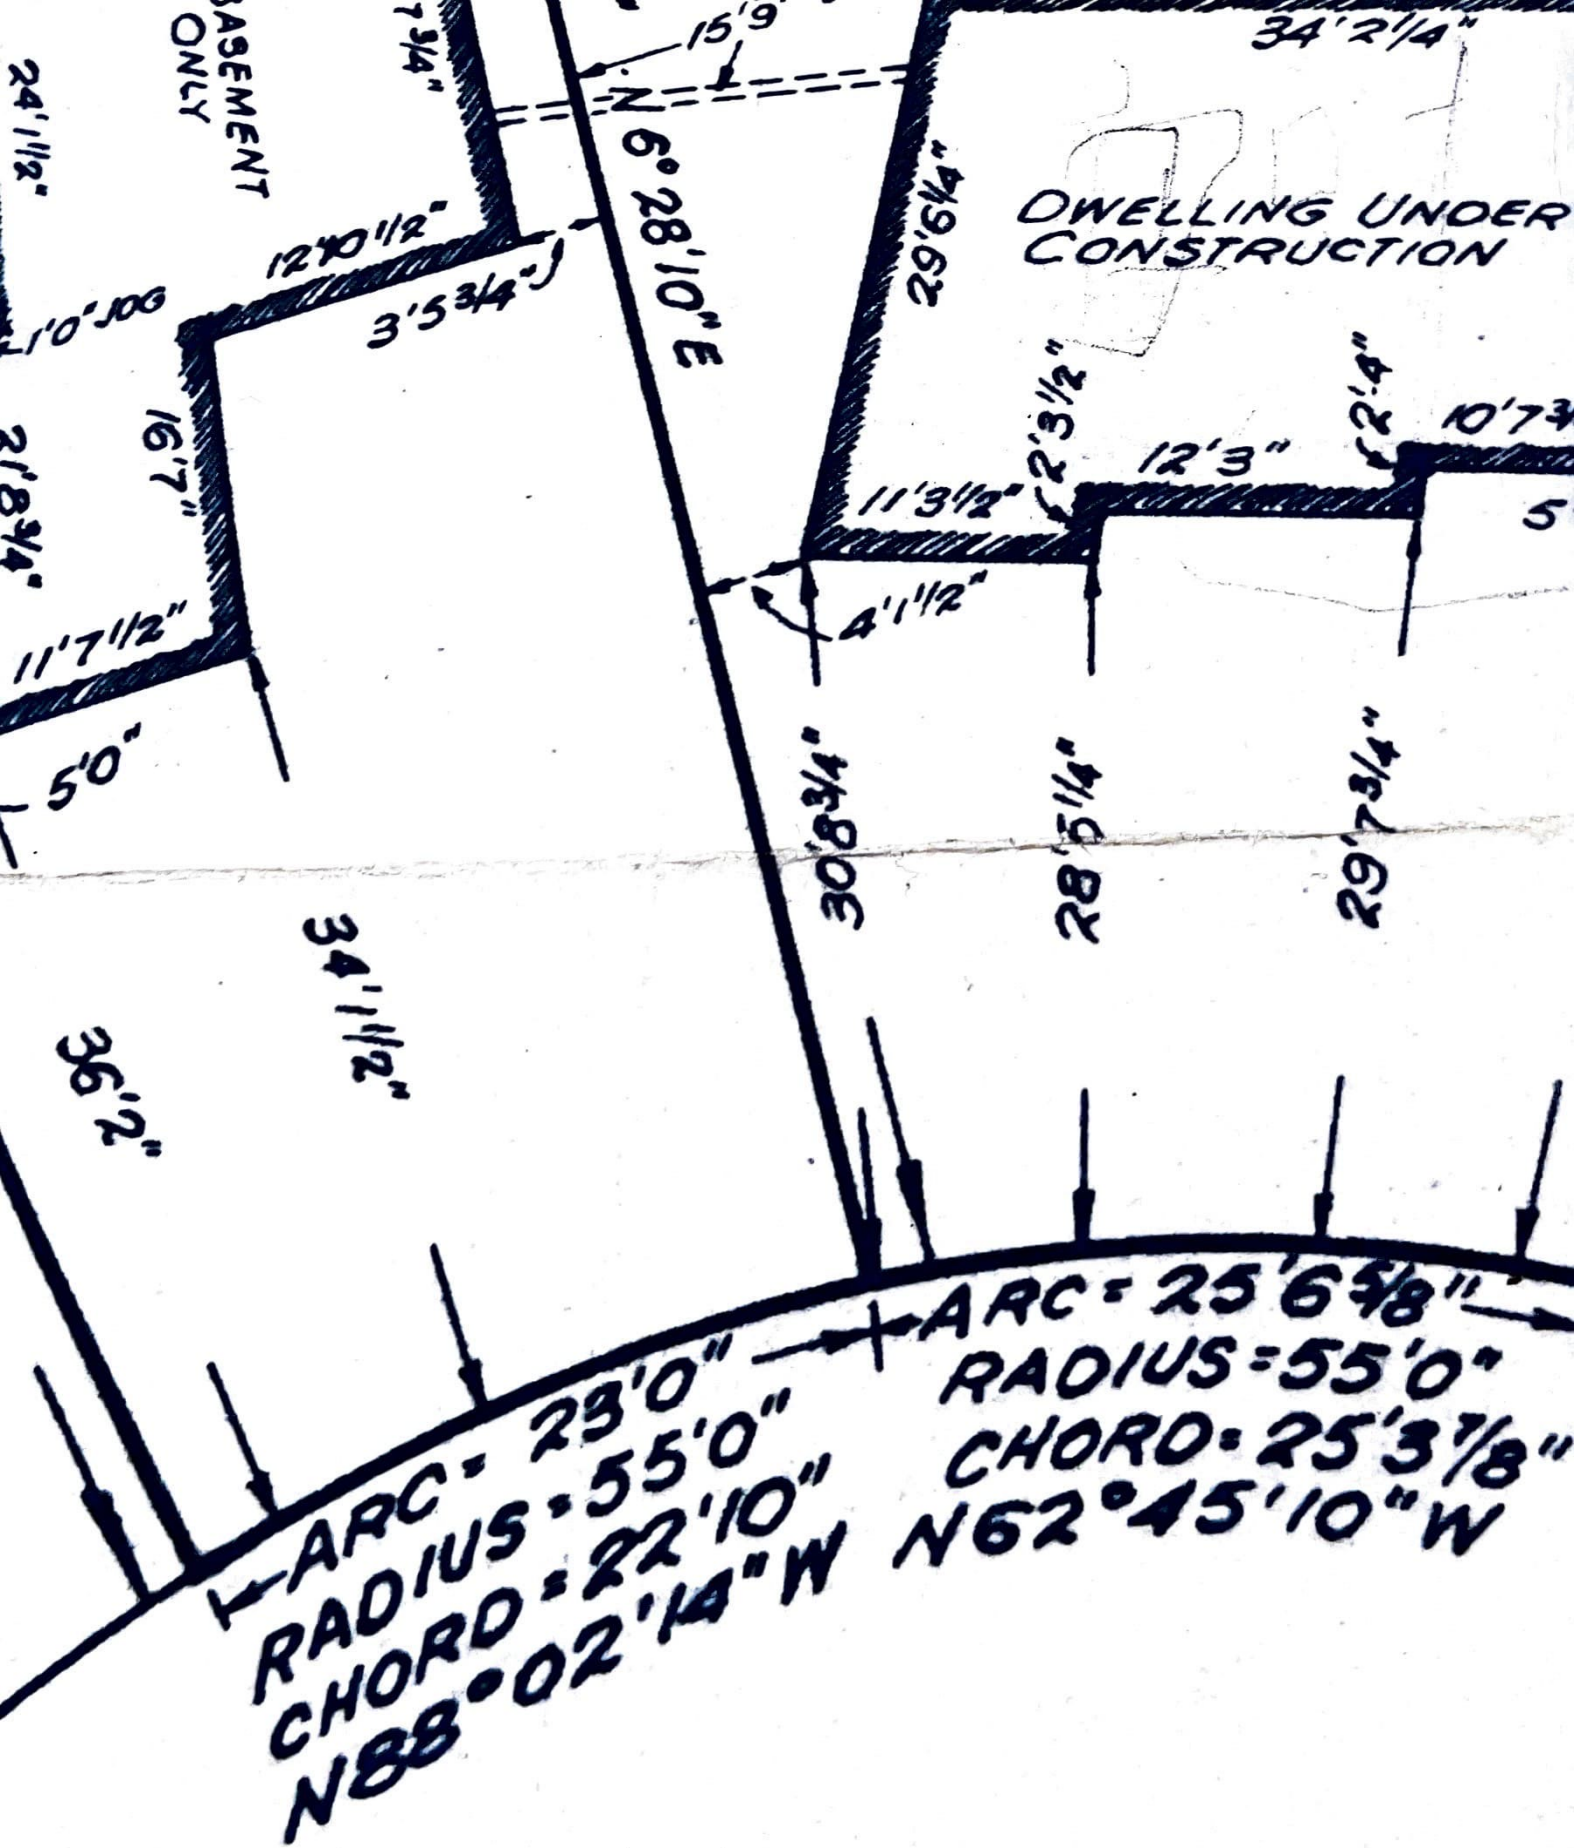 15'9"
34'2 1/4"
BASEMENT
ONLY
7 3/4"
24'1 1/2"
N 6° 28' 10" E
29'6 1/4"
DWELLING UNDER
CONSTRUCTION
12'10 1/2"
3'5 3/4"
1'0" JOG
16'7"
21'8 3/4"
11'7 1/2"
5'0"
11'3 1/2"
2'3 1/2"
12'3"
2'4"
10'7 3/4
5'
4'1 1/2"
30'8 3/4"
28'5 1/4"
29'7 3/4"
34'1 1/2"
36'2"
ARC= 23'0"
RADIUS=55'0"
CHORD=22'10"
N88°02'14"W
ARC= 25'6 5/8"
RADIUS=55'0"
CHORD=25'3 7/8"
N62°45'10"W